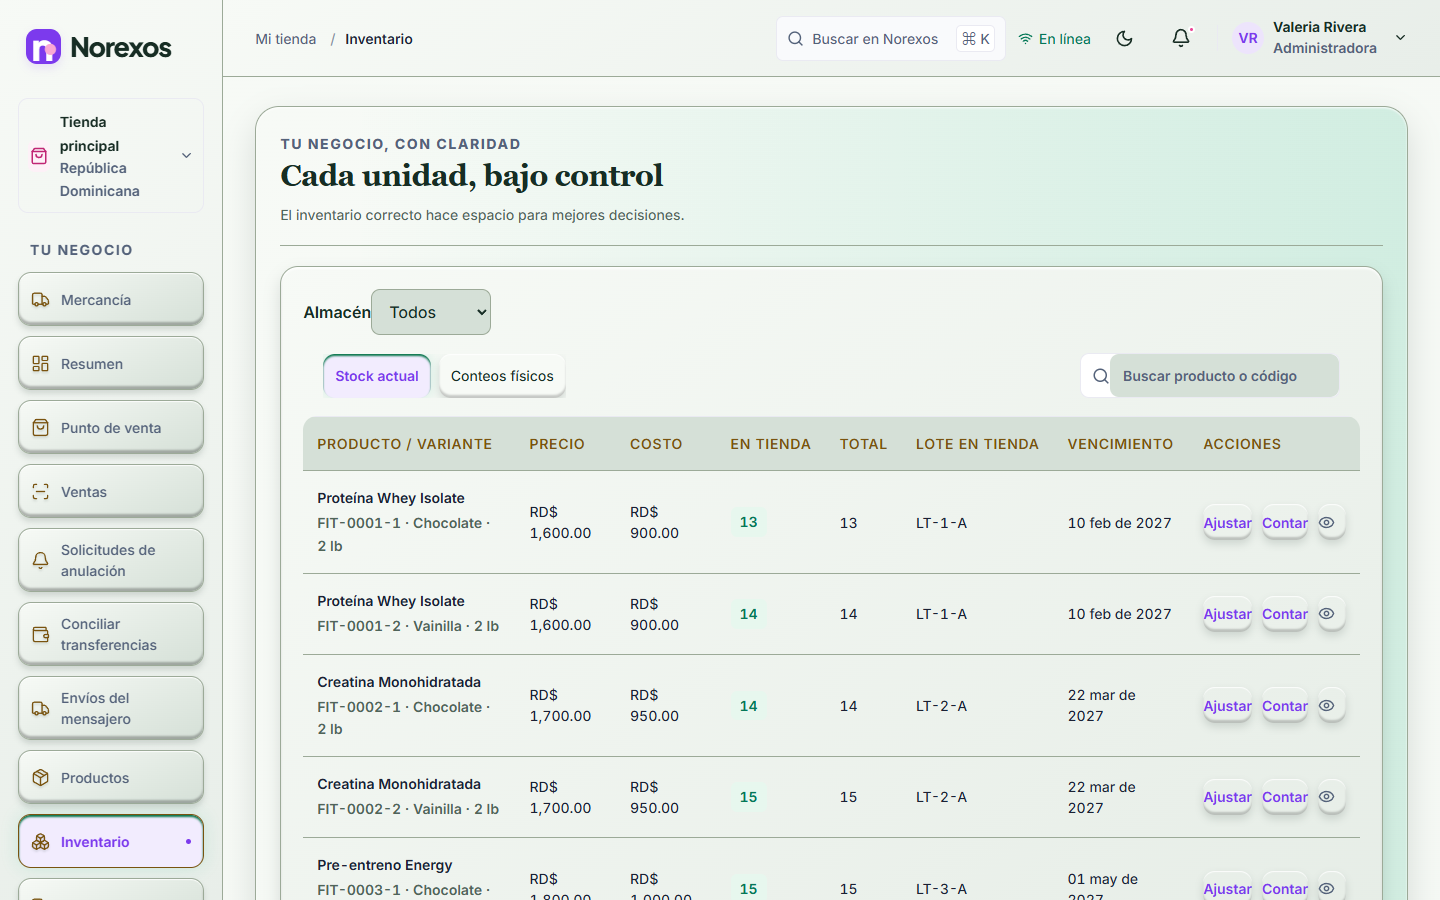 Norexos
Mi tienda / Inventario
Buscar en Norexos ⌘ K
En línea
VR
Valeria Rivera
Administradora
Tienda
principal
República
Dominicana
TU NEGOCIO
Mercancía
Resumen
Punto de venta
Ventas
Solicitudes de
anulación
Conciliar
transferencias
Envíos del
mensajero
Productos
Inventario
TU NEGOCIO, CON CLARIDAD
Cada unidad, bajo control
El inventario correcto hace espacio para mejores decisiones.
Almacén Todos
Stock actual Conteos físicos Buscar producto o código
PRODUCTO / VARIANTE PRECIO COSTO EN TIENDA TOTAL LOTE EN TIENDA VENCIMIENTO ACCIONES
Proteína Whey Isolate
FIT-0001-1 · Chocolate ·
2 lb
RD$
1,600.00
RD$
900.00
13 13 LT-1-A 10 feb de 2027 Ajustar Contar
Proteína Whey Isolate
FIT-0001-2 · Vainilla · 2 lb
RD$
1,600.00
RD$
900.00
14 14 LT-1-A 10 feb de 2027 Ajustar Contar
Creatina Monohidratada
FIT-0002-1 · Chocolate ·
2 lb
RD$
1,700.00
RD$
950.00
14 14 LT-2-A
22 mar de
2027
Ajustar Contar
Creatina Monohidratada
FIT-0002-2 · Vainilla · 2 lb
RD$
1,700.00
RD$
950.00
15 15 LT-2-A
22 mar de
2027
Ajustar Contar
Pre-entreno Energy
FIT-0003-1 · Chocolate ·
RD$
1,800.00
RD$
1,000.00
15 15 LT-3-A
01 may de
2027
Ajustar Contar